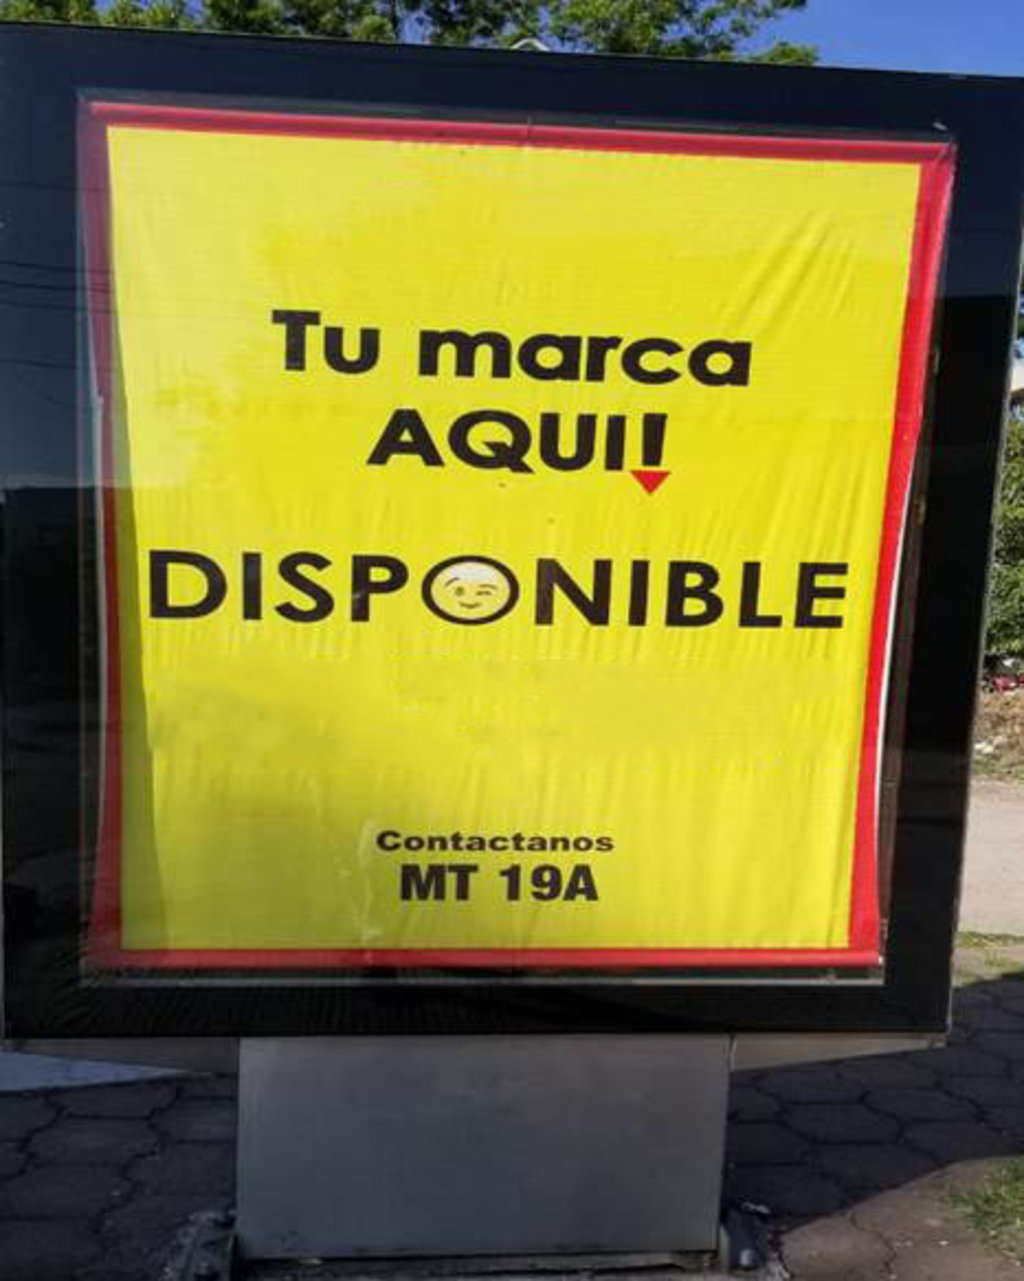 Tu marca
AQUI!
DISPONIBLE
Contactanos
MT 19A